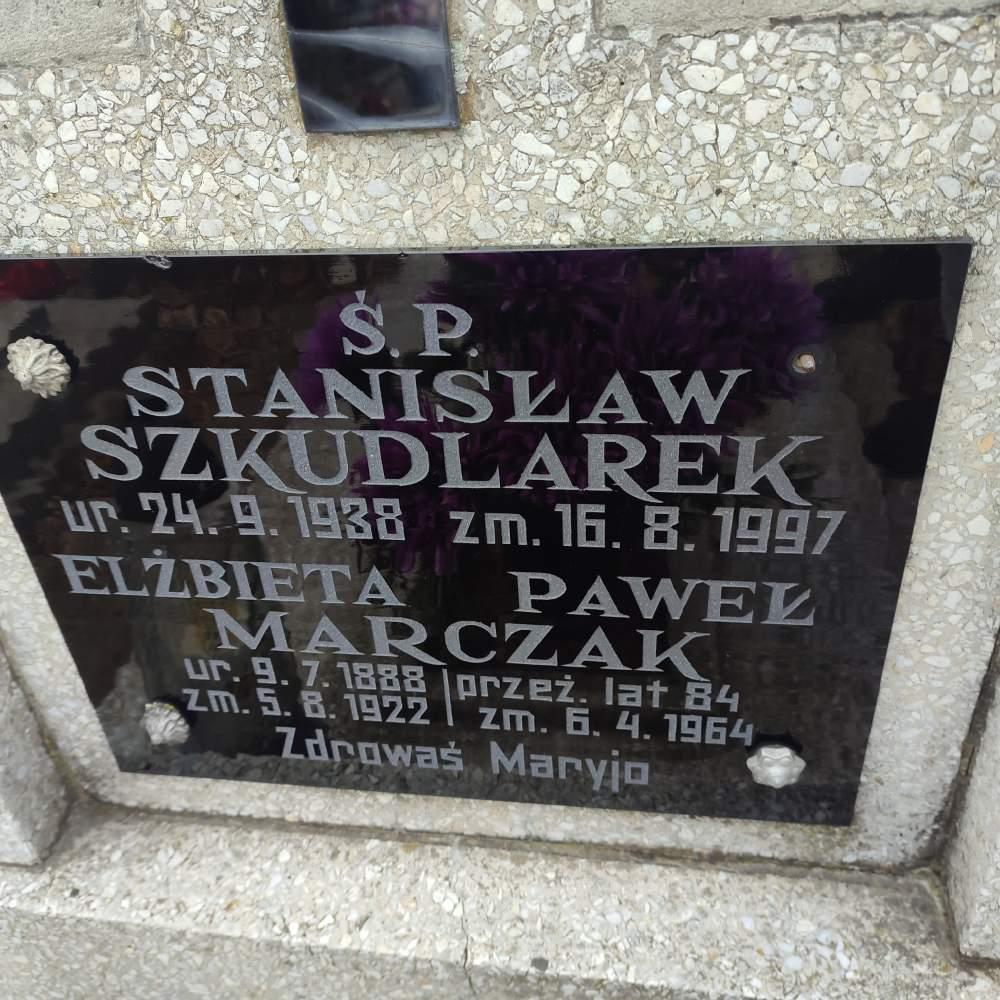 Ś. P.
STANISŁAW
SZKUDLAREK
ur. 24. 9. 1938 zm. 16. 8. 1997
ELŻBIETA PAWEŁ
MARCZAK
ur. 9. 7. 1888 | przeż. lat 84
zm. 5. 8. 1922 | zm. 6. 4. 1964
Zdrowaś Maryjo